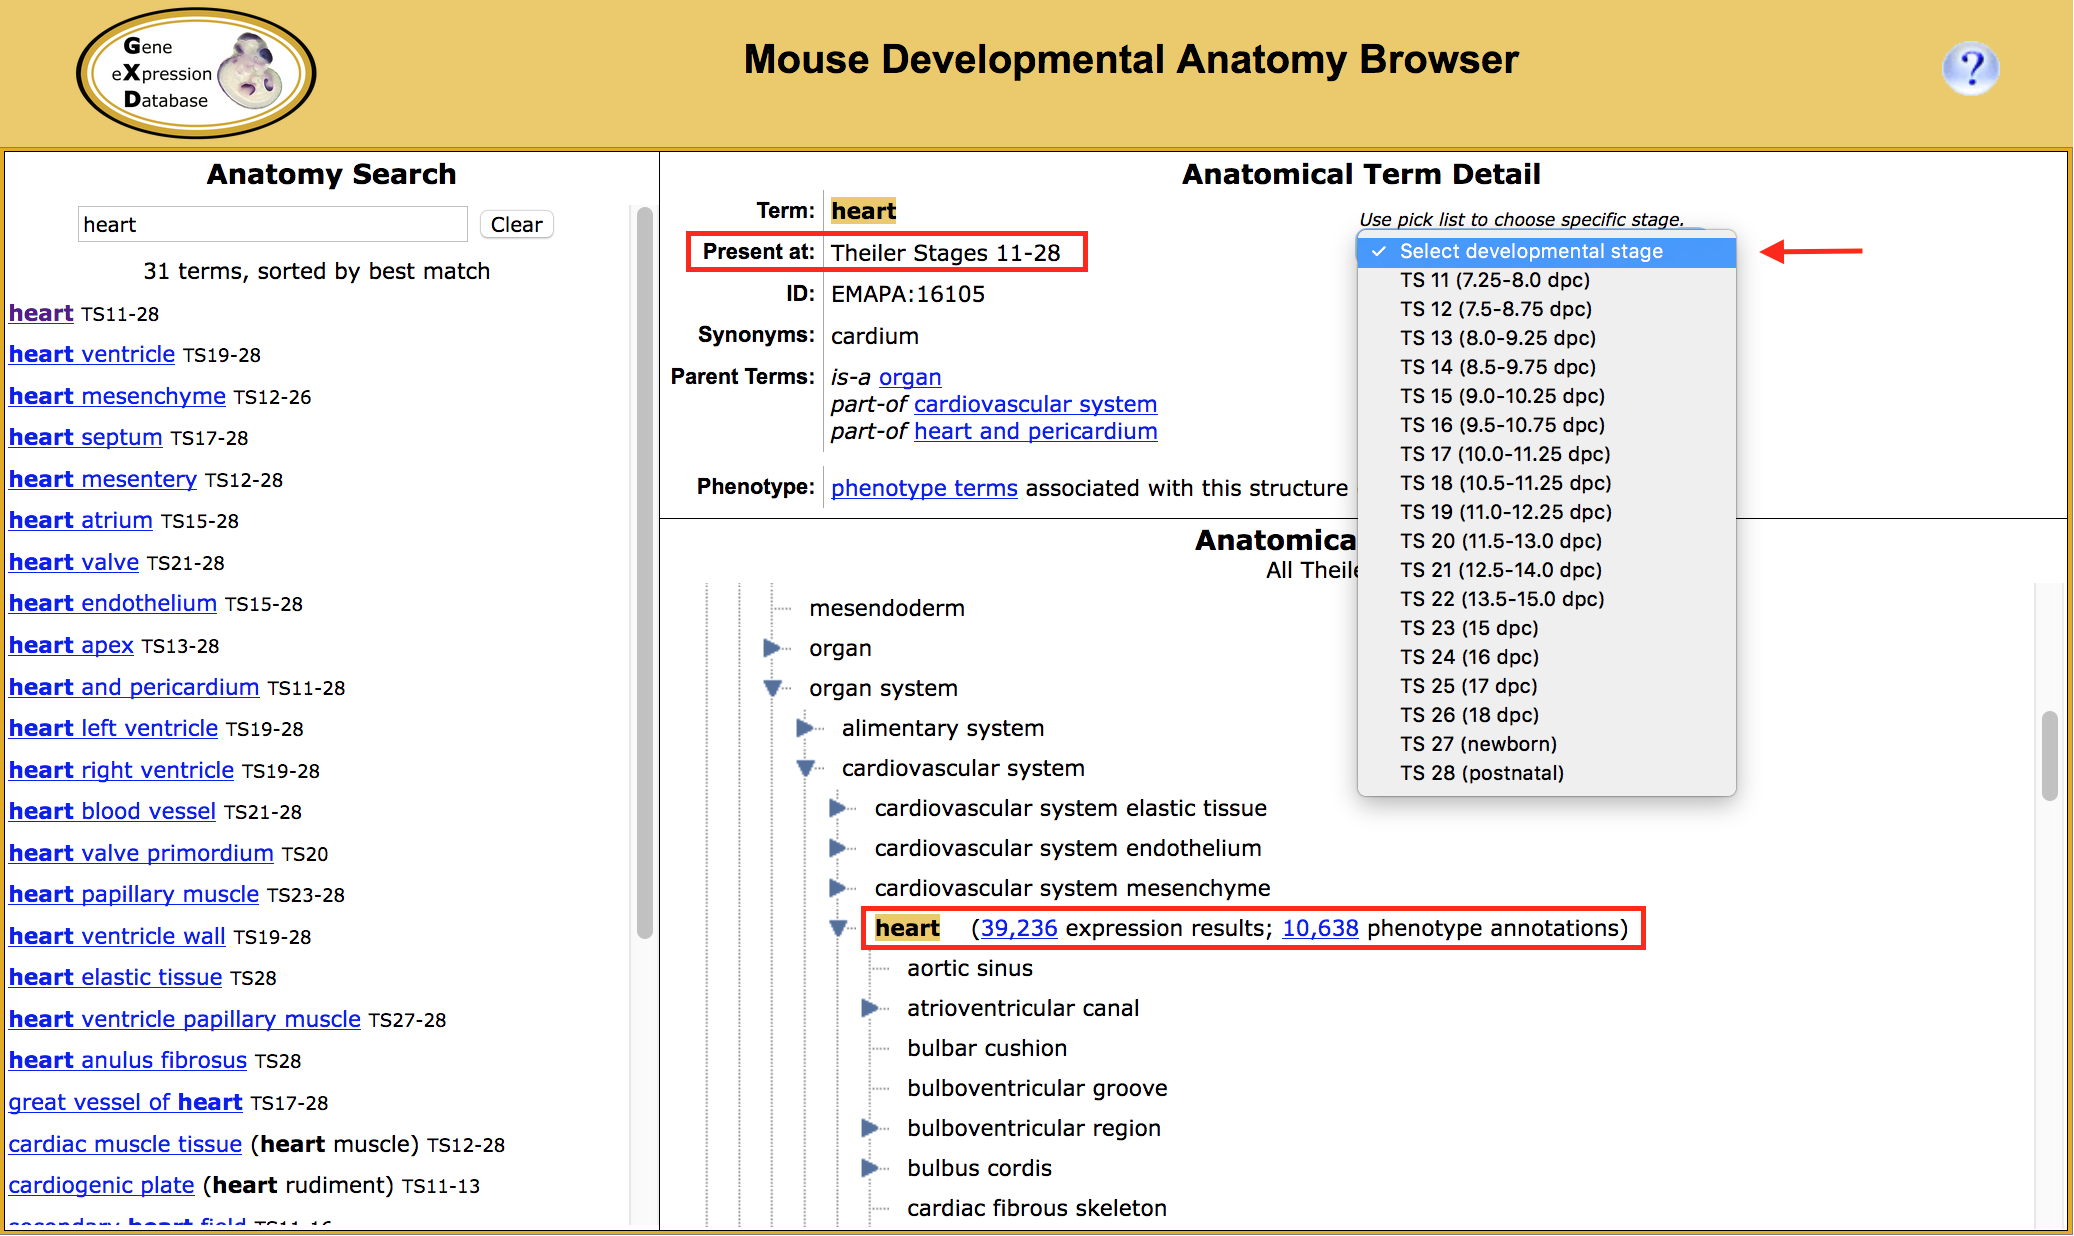 Gene
eXpression
Database
Mouse Developmental Anatomy Browser
?
Anatomy Search
heart
Clear
31 terms, sorted by best match
heart TS11-28
heart ventricle TS19-28
heart mesenchyme TS12-26
heart septum TS17-28
heart mesentery TS12-28
heart atrium TS15-28
heart valve TS21-28
heart endothelium TS15-28
heart apex TS13-28
heart and pericardium TS11-28
heart left ventricle TS19-28
heart right ventricle TS19-28
heart blood vessel TS21-28
heart valve primordium TS20
heart papillary muscle TS23-28
heart ventricle wall TS19-28
heart elastic tissue TS28
heart ventricle papillary muscle TS27-28
heart anulus fibrosus TS28
great vessel of heart TS17-28
cardiac muscle tissue (heart muscle) TS12-28
cardiogenic plate (heart rudiment) TS11-13
secondary heart field TS11-16
Anatomical Term Detail
Term: heart
Present at: Theiler Stages 11-28
ID: EMAPA:16105
Synonyms: cardium
Parent Terms: is-a organ
part-of cardiovascular system
part-of heart and pericardium
Phenotype: phenotype terms associated with this structure
Use pick list to choose specific stage.
✓ Select developmental stage
TS 11 (7.25-8.0 dpc)
TS 12 (7.5-8.75 dpc)
TS 13 (8.0-9.25 dpc)
TS 14 (8.5-9.75 dpc)
TS 15 (9.0-10.25 dpc)
TS 16 (9.5-10.75 dpc)
TS 17 (10.0-11.25 dpc)
TS 18 (10.5-11.25 dpc)
TS 19 (11.0-12.25 dpc)
TS 20 (11.5-13.0 dpc)
TS 21 (12.5-14.0 dpc)
TS 22 (13.5-15.0 dpc)
TS 23 (15 dpc)
TS 24 (16 dpc)
TS 25 (17 dpc)
TS 26 (18 dpc)
TS 27 (newborn)
TS 28 (postnatal)
Anatomica
All Theile
mesendoderm
organ
organ system
alimentary system
cardiovascular system
cardiovascular system elastic tissue
cardiovascular system endothelium
cardiovascular system mesenchyme
heart (39,236 expression results; 10,638 phenotype annotations)
aortic sinus
atrioventricular canal
bulbar cushion
bulboventricular groove
bulboventricular region
bulbus cordis
cardiac fibrous skeleton